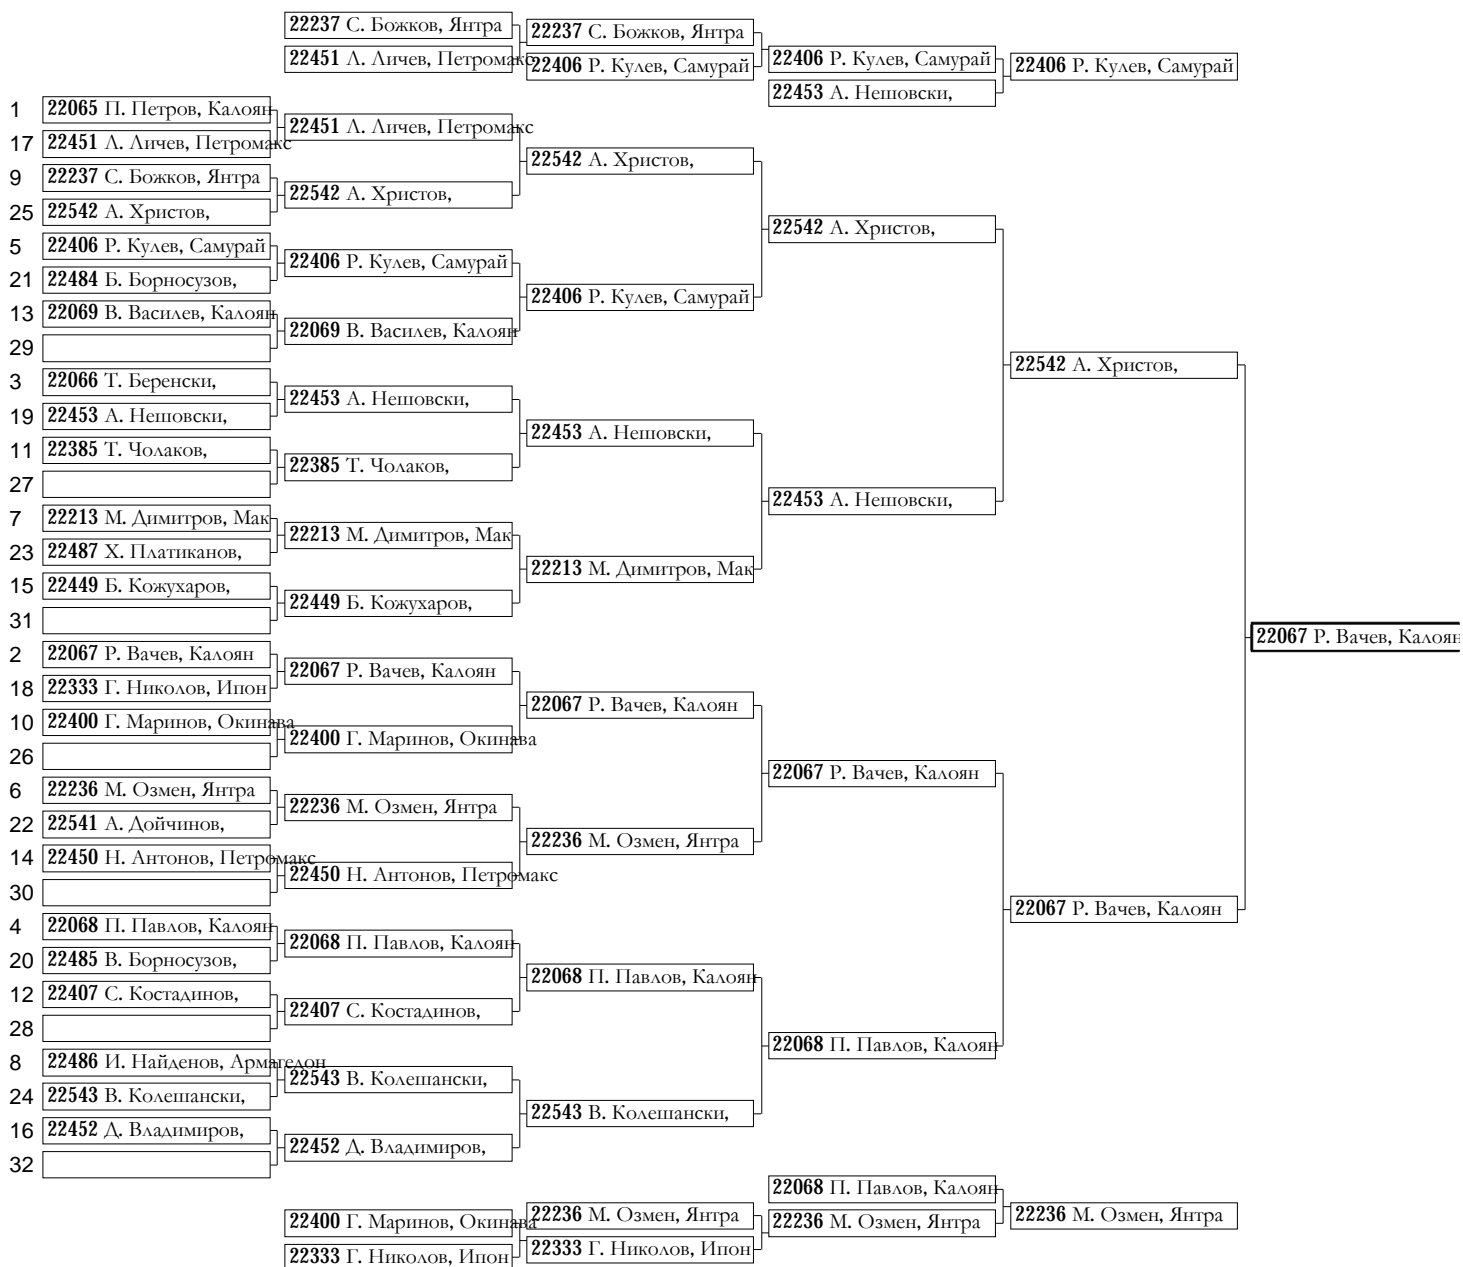 22237 С. Божков, Янтра
22451 Л. Личев, Петромакс
22237 С. Божков, Янтра
22406 Р. Кулев, Самурай
22406 Р. Кулев, Самурай
22453 А. Нешовски,
22406 Р. Кулев, Самурай
1 22065 П. Петров, Калоян
17 22451 Л. Личев, Петромакс
9 22237 С. Божков, Янтра
25 22542 А. Христов,
5 22406 Р. Кулев, Самурай
21 22484 Б. Борносузов,
13 22069 В. Василев, Калоян
29
3 22066 Т. Беренски,
19 22453 А. Нешовски,
11 22385 Т. Чолаков,
27
7 22213 М. Димитров, Мак
23 22487 Х. Платиканов,
15 22449 Б. Кожухаров,
31
2 22067 Р. Вачев, Калоян
18 22333 Г. Николов, Ипон
10 22400 Г. Маринов, Окинава
26
6 22236 М. Озмен, Янтра
22 22541 А. Дойчинов,
14 22450 Н. Антонов, Петромакс
30
4 22068 П. Павлов, Калоян
20 22485 В. Борносузов,
12 22407 С. Костадинов,
28
8 22486 И. Найденов, Армагедон
24 22543 В. Колешански,
16 22452 Д. Владимиров,
32
22451 Л. Личев, Петромакс
22542 А. Христов,
22406 Р. Кулев, Самурай
22069 В. Василев, Калоян
22453 А. Нешовски,
22385 Т. Чолаков,
22213 М. Димитров, Мак
22449 Б. Кожухаров,
22067 Р. Вачев, Калоян
22400 Г. Маринов, Окинава
22236 М. Озмен, Янтра
22450 Н. Антонов, Петромакс
22068 П. Павлов, Калоян
22407 С. Костадинов,
22543 В. Колешански,
22452 Д. Владимиров,
22542 А. Христов,
22406 Р. Кулев, Самурай
22453 А. Нешовски,
22213 М. Димитров, Мак
22067 Р. Вачев, Калоян
22236 М. Озмен, Янтра
22068 П. Павлов, Калоян
22543 В. Колешански,
22542 А. Христов,
22453 А. Нешовски,
22067 Р. Вачев, Калоян
22068 П. Павлов, Калоян
22542 А. Христов,
22067 Р. Вачев, Калоян
22067 Р. Вачев, Калоян
22400 Г. Маринов, Окинава
22333 Г. Николов, Ипон
22236 М. Озмен, Янтра
22333 Г. Николов, Ипон
22068 П. Павлов, Калоян
22236 М. Озмен, Янтра
22236 М. Озмен, Янтра